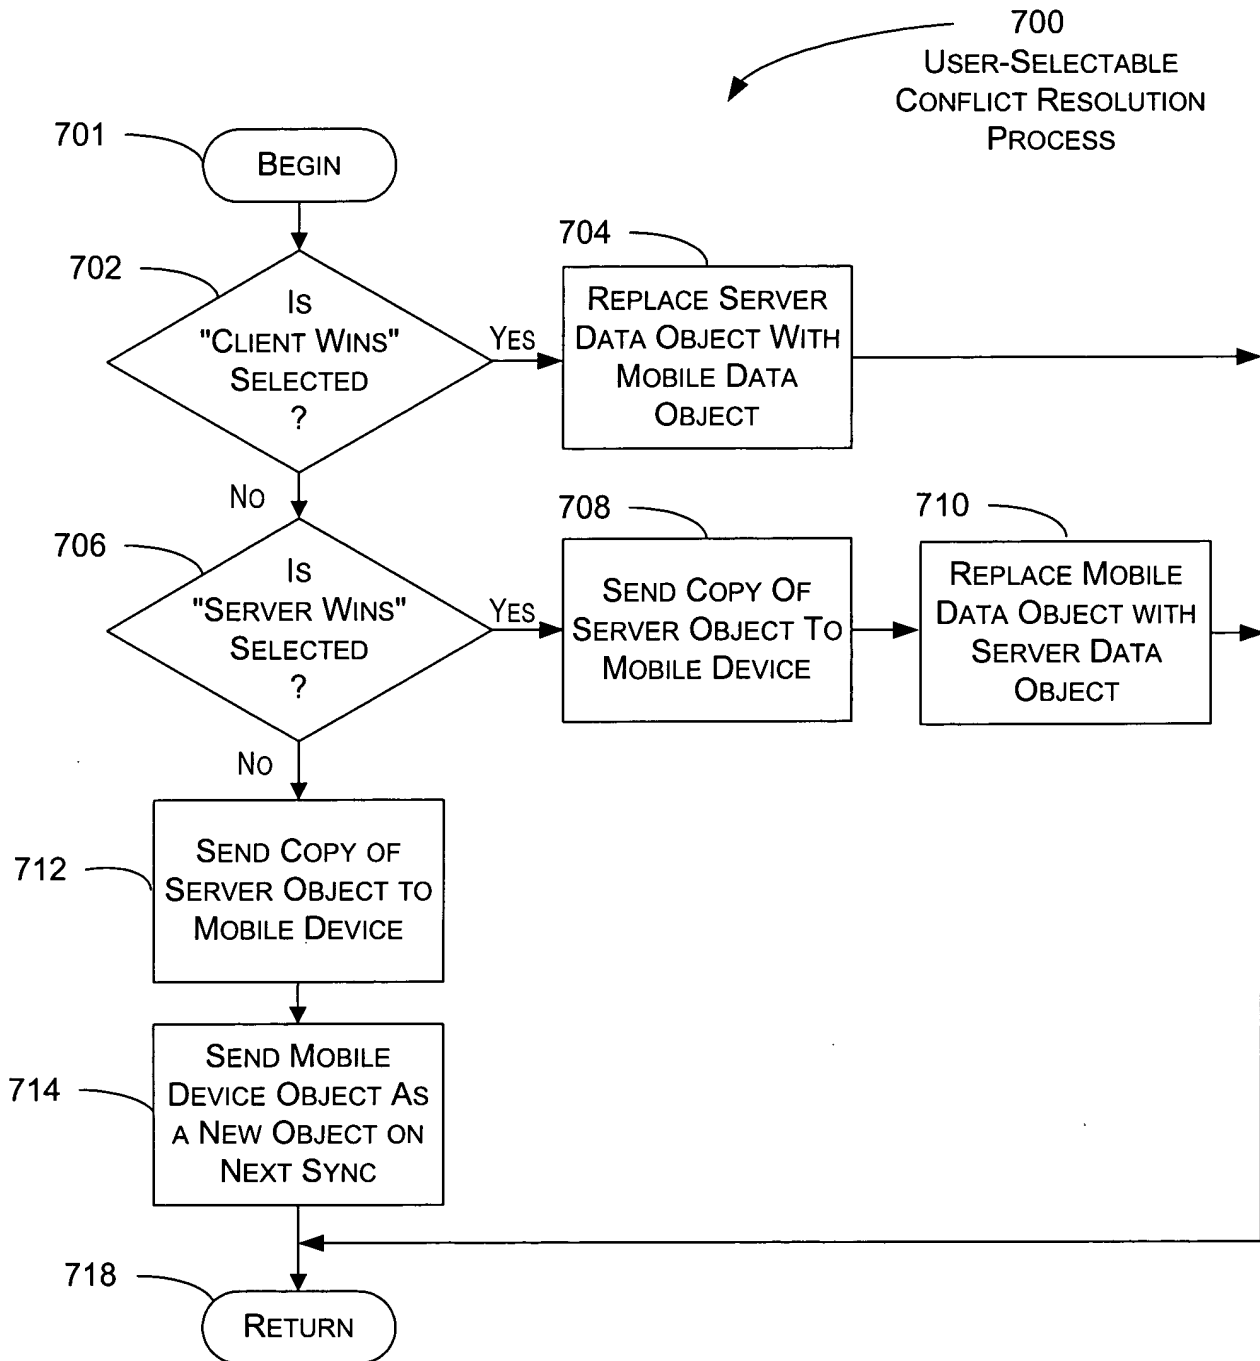 700
USER-SELECTABLE
CONFLICT RESOLUTION
PROCESS
701
BEGIN
702
IS
"CLIENT WINS"
SELECTED
?
YES
704
REPLACE SERVER
DATA OBJECT WITH
MOBILE DATA
OBJECT
NO
706
IS
"SERVER WINS"
SELECTED
?
YES
708
SEND COPY OF
SERVER OBJECT TO
MOBILE DEVICE
710
REPLACE MOBILE
DATA OBJECT WITH
SERVER DATA
OBJECT
NO
712
SEND COPY OF
SERVER OBJECT TO
MOBILE DEVICE
714
SEND MOBILE
DEVICE OBJECT AS
A NEW OBJECT ON
NEXT SYNC
718
RETURN